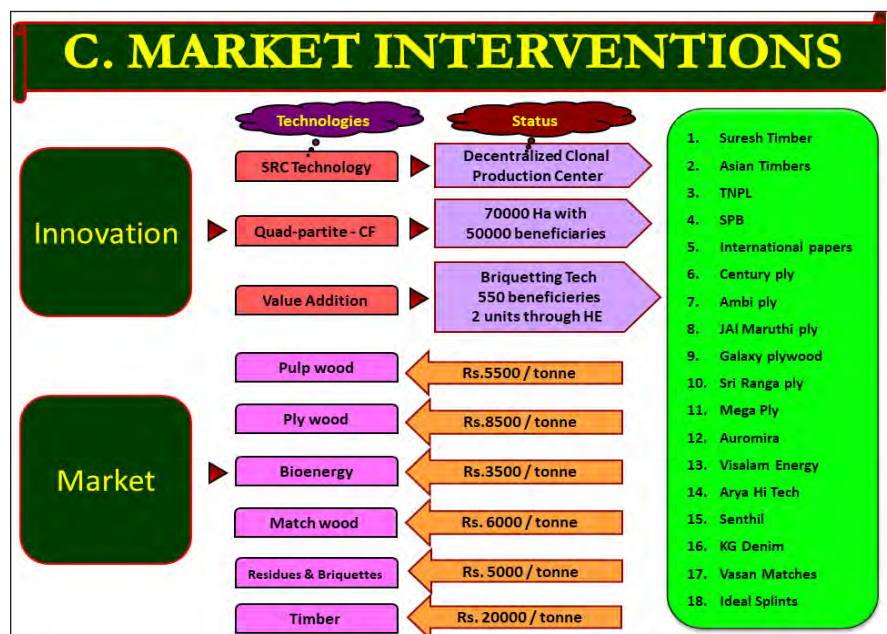 C. MARKET INTERVENTIONS
Technologies
Status
Innovation
SRC Technology
Decentralized Clonal
Production Center
Quad-partite - CF
70000 Ha with
50000 beneficiaries
Value Addition
Briquetting Tech
550 beneficieries
2 units through HE
Market
Pulp wood
Rs.5500 / tonne
Ply wood
Rs.8500 / tonne
Bioenergy
Rs.3500 / tonne
Match wood
Rs. 6000 / tonne
Residues & Briquettes
Rs. 5000 / tonne
Timber
Rs. 20000 / tonne
1. Suresh Timber
2. Asian Timbers
3. TNPL
4. SPB
5. International papers
6. Century ply
7. Ambi ply
8. JAI Maruthi ply
9. Galaxy plywood
10. Sri Ranga ply
11. Mega Ply
12. Auromira
13. Visalam Energy
14. Arya Hi Tech
15. Senthil
16. KG Denim
17. Vasan Matches
18. Ideal Splints